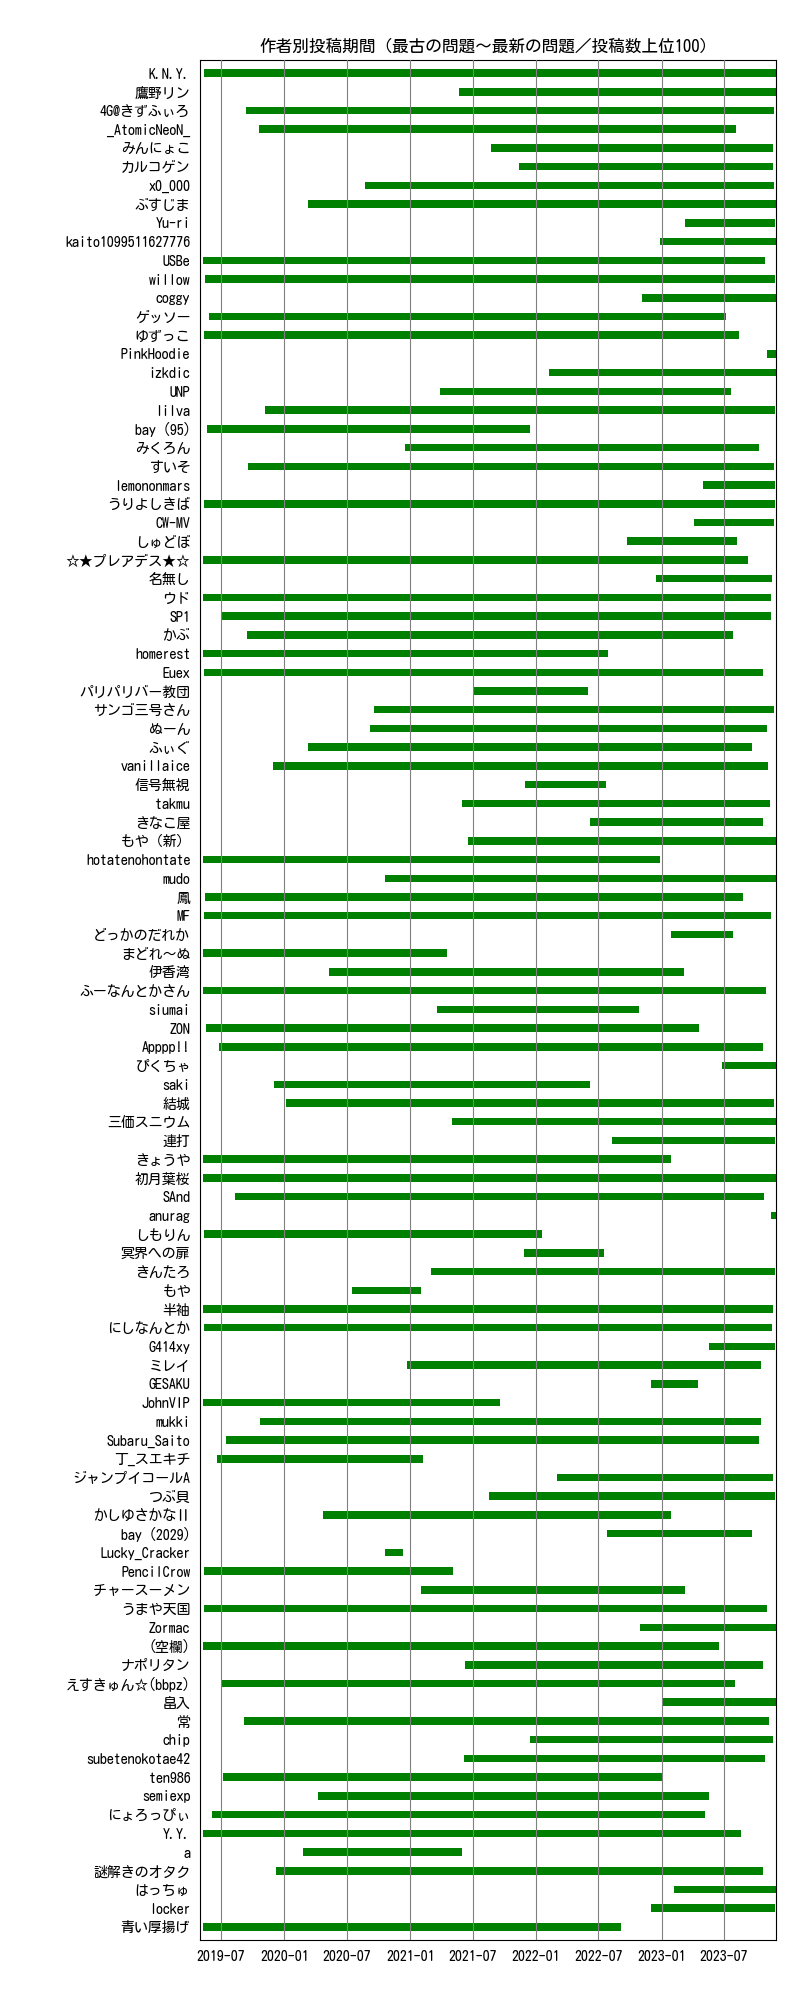 作者別投稿期間 (最古の問題～最新の問題／投稿数上位100)
K.N.Y.
鷹野リン
4G@きずふぃろ
_AtomicNeoN_
みんにょこ
カルコゲン
x0_000
ぶすじま
Yu-ri
kaito1099511627776
USBe
willow
coggy
ゲッソー
ゆずっこ
PinkHoodie
izkdic
UNP
lilva
bay (95)
みくろん
すいそ
lemononmars
うりよしきば
CW-MV
しゅどぼ
☆★プレアデス★☆
名無し
ウド
SP1
かぶ
homerest
Euex
パリパリバー教団
サンゴ三号さん
ぬーん
ふぃぐ
vanillaice
信号無視
takmu
きなこ屋
もや (新)
hotatenohontate
mudo
鳳
MF
どっかのだれか
まどれ～ぬ
伊香湾
ふーなんとかさん
siumai
ZON
Appppll
ぴくちゃ
saki
結城
三価スニウム
連打
きょうや
初月葉桜
SAnd
anurag
しもりん
冥界への扉
きんたろ
もや
半袖
にしなんとか
G414xy
ミレイ
GESAKU
JohnVIP
mukki
Subaru_Saito
丁_スエキチ
ジャンプイコールA
つぶ貝
かしゆさかなⅡ
bay (2029)
Lucky_Cracker
PencilCrow
チャースーメン
うまや天国
Zormac
(空欄)
ナポリタン
えすきゅん☆(bbpz)
畠入
常
chip
subetenokotae42
ten986
semiexp
にょろっぴぃ
Y.Y.
a
謎解きのオタク
はっちゅ
locker
青い厚揚げ
2019-07 2020-01 2020-07 2021-01 2021-07 2022-01 2022-07 2023-01 2023-07